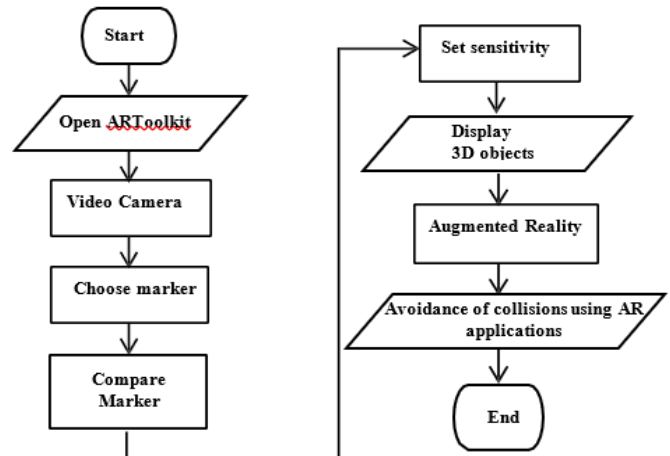 Start
Open ARToolkit
Video Camera
Choose marker
Compare
Marker
Set sensitivity
Display
3D objects
Augmented Reality
Avoidance of collisions using AR
applications
End